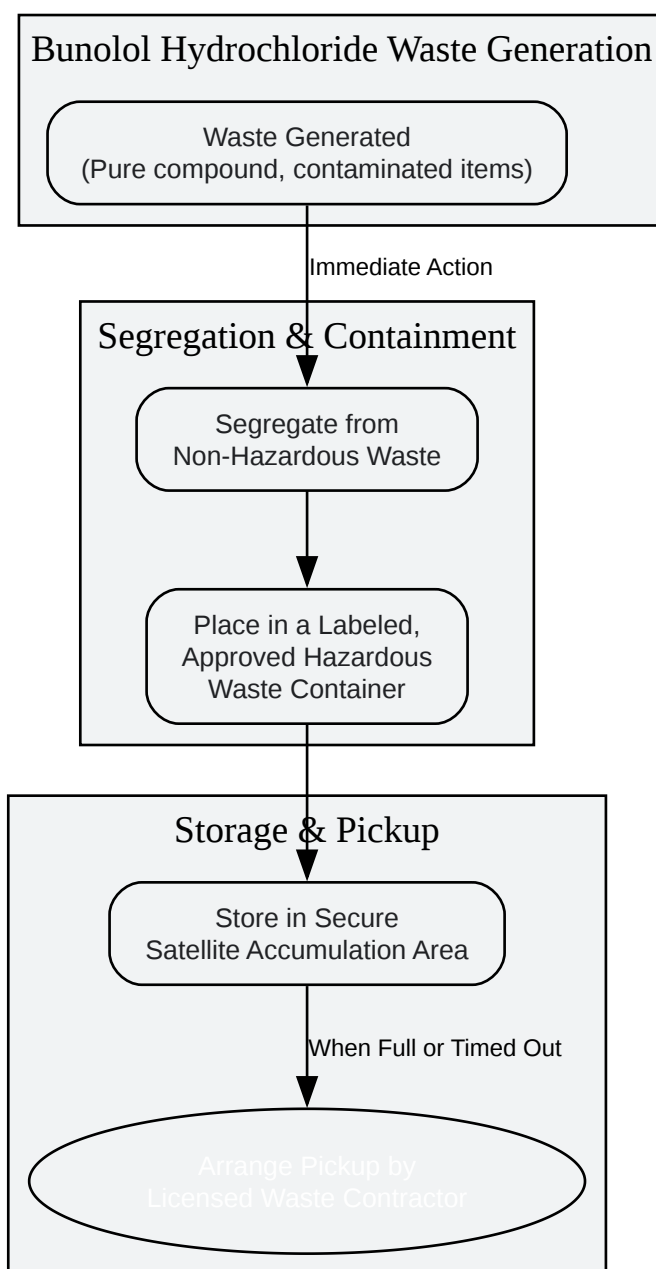 Bunolol Hydrochloride Waste Generation
Waste Generated
(Pure compound, contaminated items)
Immediate Action
Segregation & Containment
Segregate from
Non-Hazardous Waste
Place in a Labeled,
Approved Hazardous
Waste Container
Storage & Pickup
Store in Secure
Satellite Accumulation Area
When Full or Timed Out
Arrange Pickup by
Licensed Waste Contractor